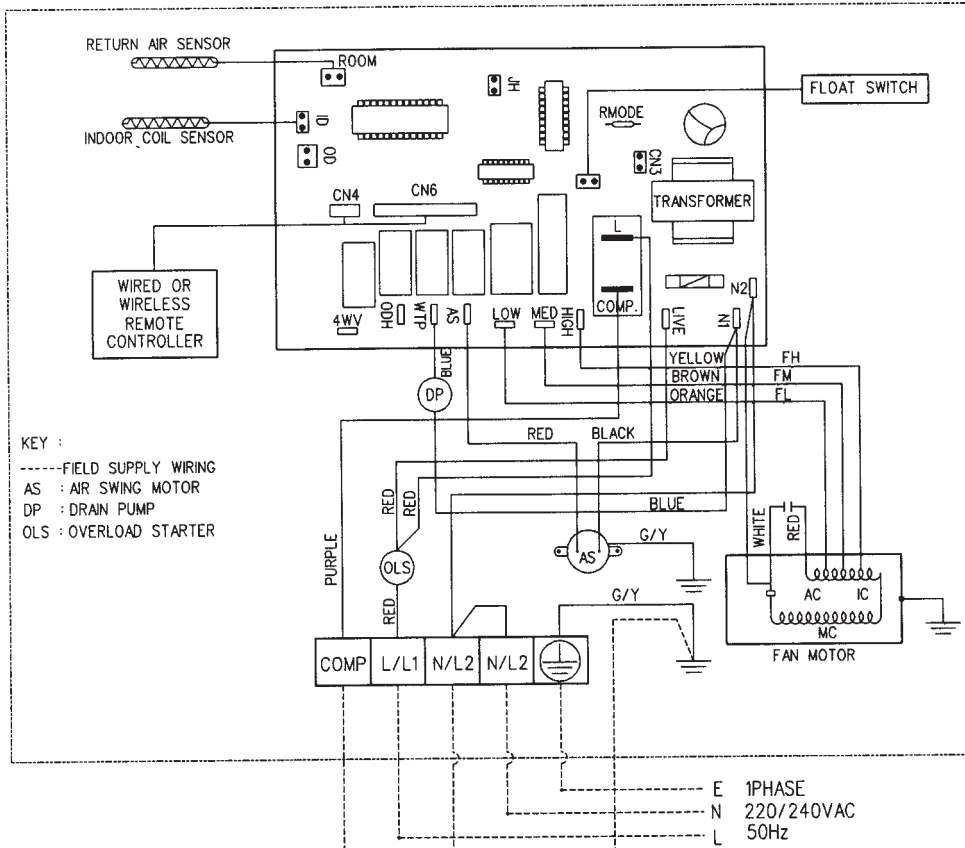 RETURN AIR SENSOR
ROOM
JH
FLOAT SWITCH
INDOOR COIL SENSOR
ID
OD
RMODE
CN3
CN4
CN6
TRANSFORMER
L
WIRED OR
WIRELESS
REMOTE
CONTROLLER
4WV
ODH
WTP
AS
LOW
MED
HIGH
COMP.
LIVE
N1
N2
BLUE
DP
YELLOW FH
BROWN FM
ORANGE FL
RED
BLACK
KEY :
------FIELD SUPPLY WIRING
AS : AIR SWING MOTOR
DP : DRAIN PUMP
OLS : OVERLOAD STARTER
RED
RED
BLUE
WHITE
RED
PURPLE
OLS
AS
G/Y
RED
G/Y
AC
IC
MC
FAN MOTOR
COMP
L/L1
N/L2
N/L2
E 1PHASE
N 220/240VAC
L 50Hz